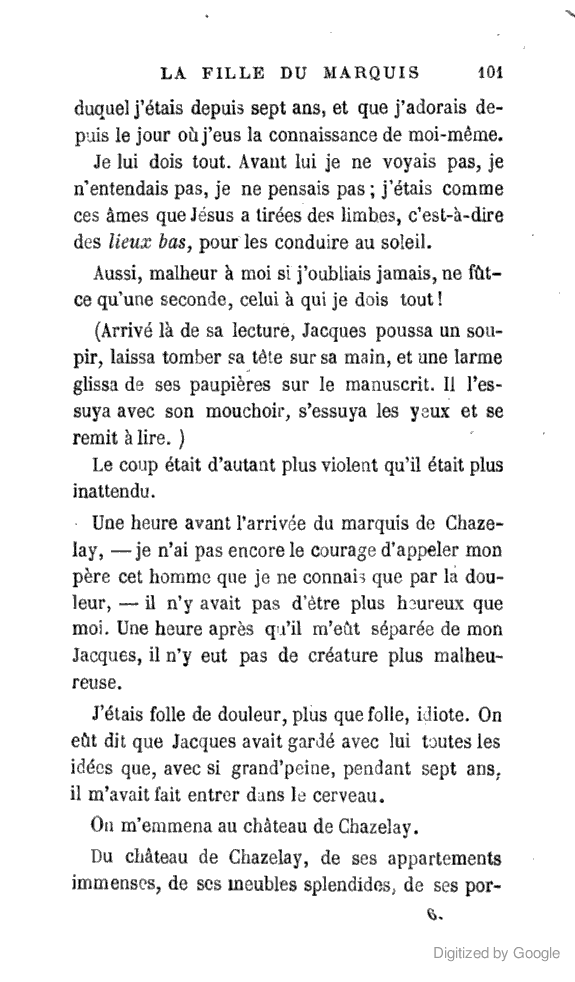 LA FILLE DU MARQUIS 101
duquel j'étais depuis sept ans, et que j'adorais de-
puis le jour où j'eus la connaissance de moi-même.
Je lui dois tout. Avant lui je ne voyais pas, je
n'entendais pas, je ne pensais pas ; j'étais comme
ces âmes que Jésus a tirées des limbes, c'est-à-dire
des lieux bas, pour les conduire au soleil.
Aussi, malheur à moi si j'oubliais jamais, ne fût-
ce qu'une seconde, celui à qui je dois tout !
(Arrivé là de sa lecture, Jacques poussa un sou-
pir, laissa tomber sa tête sur sa main, et une larme
glissa de ses paupières sur le manuscrit. Il l'es-
suya avec son mouchoir, s'essuya les yeux et se
remit à lire. )
Le coup était d'autant plus violent qu'il était plus
inattendu.
Une heure avant l'arrivée du marquis de Chaze-
lay, — je n'ai pas encore le courage d'appeler mon
père cet homme que je ne connais que par la dou-
leur, — il n'y avait pas d'être plus heureux que
moi. Une heure après qu'il m'eût séparée de mon
Jacques, il n'y eut pas de créature plus malheu-
reuse.
J'étais folle de douleur, plus que folle, idiote. On
eût dit que Jacques avait gardé avec lui toutes les
idées que, avec si grand'peine, pendant sept ans,
il m'avait fait entrer dans le cerveau.
On m'emmena au château de Chazelay.
Du château de Chazelay, de ses appartements
immenses, de ses meubles splendides, de ses por-
6.
Digitized by Google